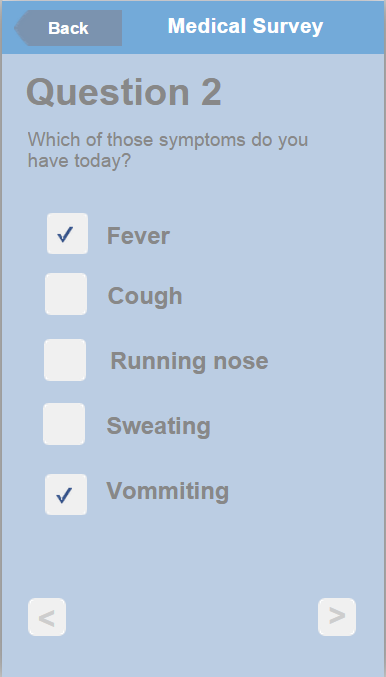 Back
Medical Survey
Question 2
Which of those symptoms do you
have today?
Fever
Cough
Running nose
Sweating
Vommiting
< >